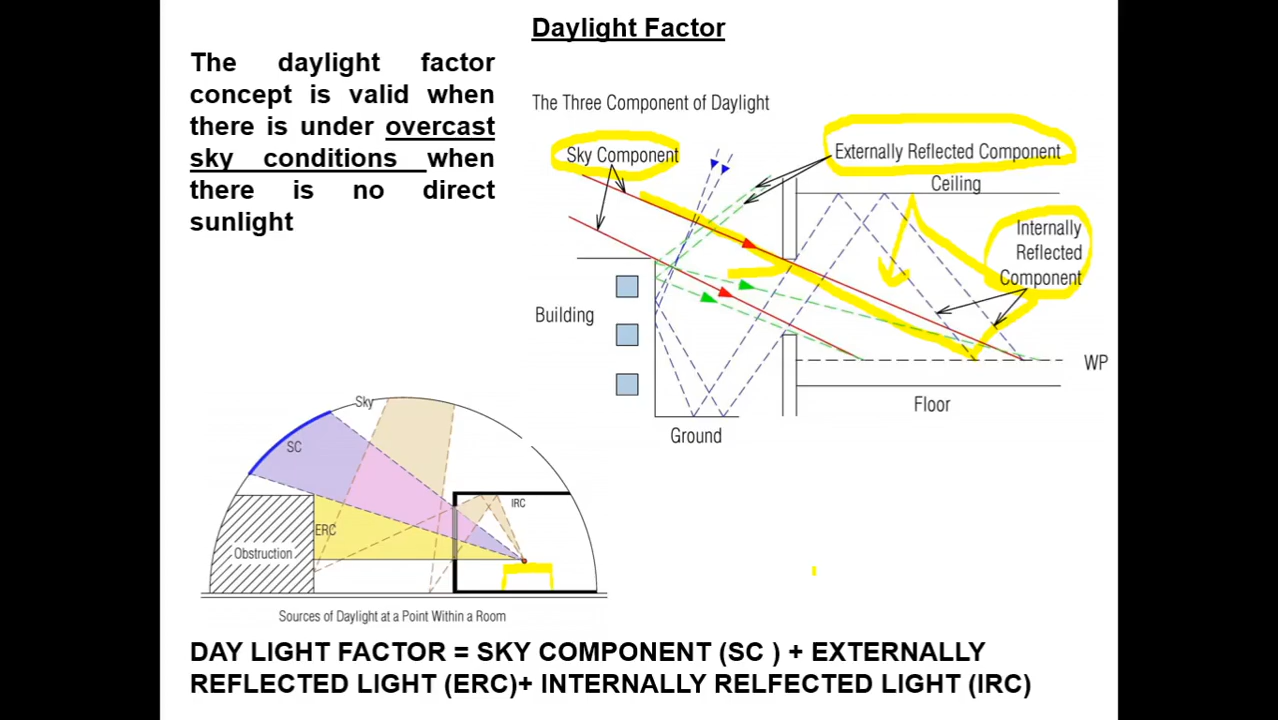 Daylight Factor
The daylight factor
concept is valid when
there is under overcast
sky conditions when
there is no direct
sunlight
The Three Component of Daylight
Sky Component
Externally Reflected Component
Ceiling
Internally
Reflected
Component
Building
WP
Floor
Ground
Sky
SC
IRC
ERC
Obstruction
Sources of Daylight at a Point Within a Room
DAY LIGHT FACTOR = SKY COMPONENT (SC ) + EXTERNALLY
REFLECTED LIGHT (ERC)+ INTERNALLY RELFECTED LIGHT (IRC)